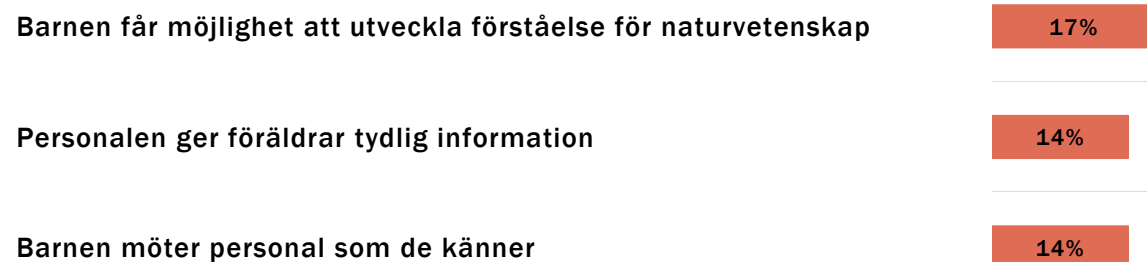 Barnen får möjlighet att utveckla förståelse för naturvetenskap 17%
Personalen ger föräldrar tydlig information 14%
Barnen möter personal som de känner 14%